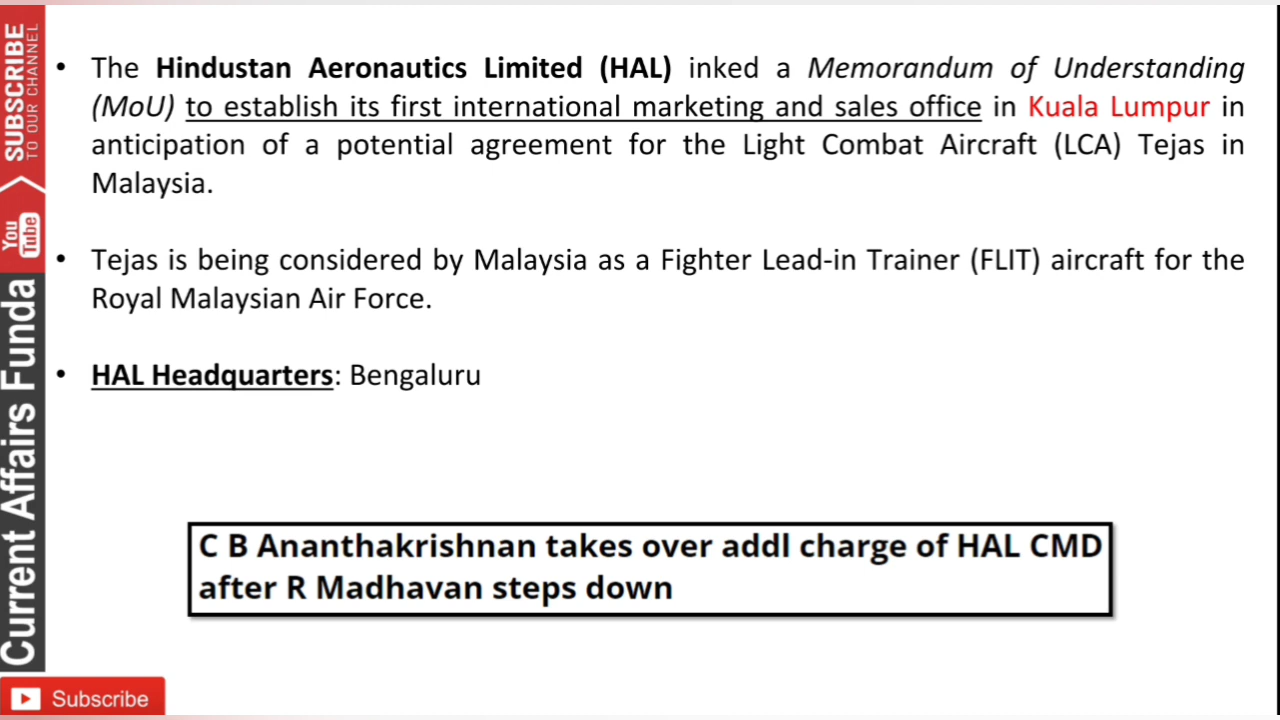 • The Hindustan Aeronautics Limited (HAL) inked a Memorandum of Understanding
(MoU) to establish its first international marketing and sales office in Kuala Lumpur in
anticipation of a potential agreement for the Light Combat Aircraft (LCA) Tejas in
Malaysia.
• Tejas is being considered by Malaysia as a Fighter Lead-in Trainer (FLIT) aircraft for the
Royal Malaysian Air Force.
• HAL Headquarters: Bengaluru
C B Ananthakrishnan takes over addl charge of HAL CMD
after R Madhavan steps down
SUBSCRIBE
TO OUR CHANNEL
You
Tube
Current Affairs Funda
Subscribe